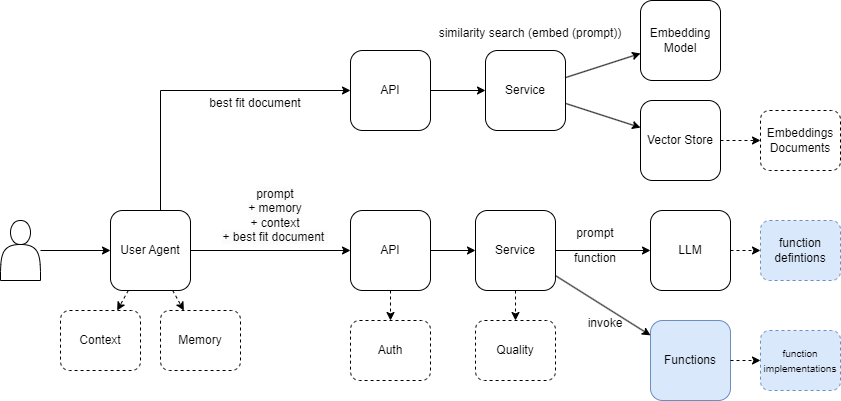 similarity search (embed (prompt))
Embedding
Model
API
Service
best fit document
Vector Store
Embeddings
Documents
prompt
+ memory
+ context
+ best fit document
User Agent
API
Service
prompt
function
LLM
function
defintions
Context
Memory
Auth
Quality
invoke
Functions
function
implementations